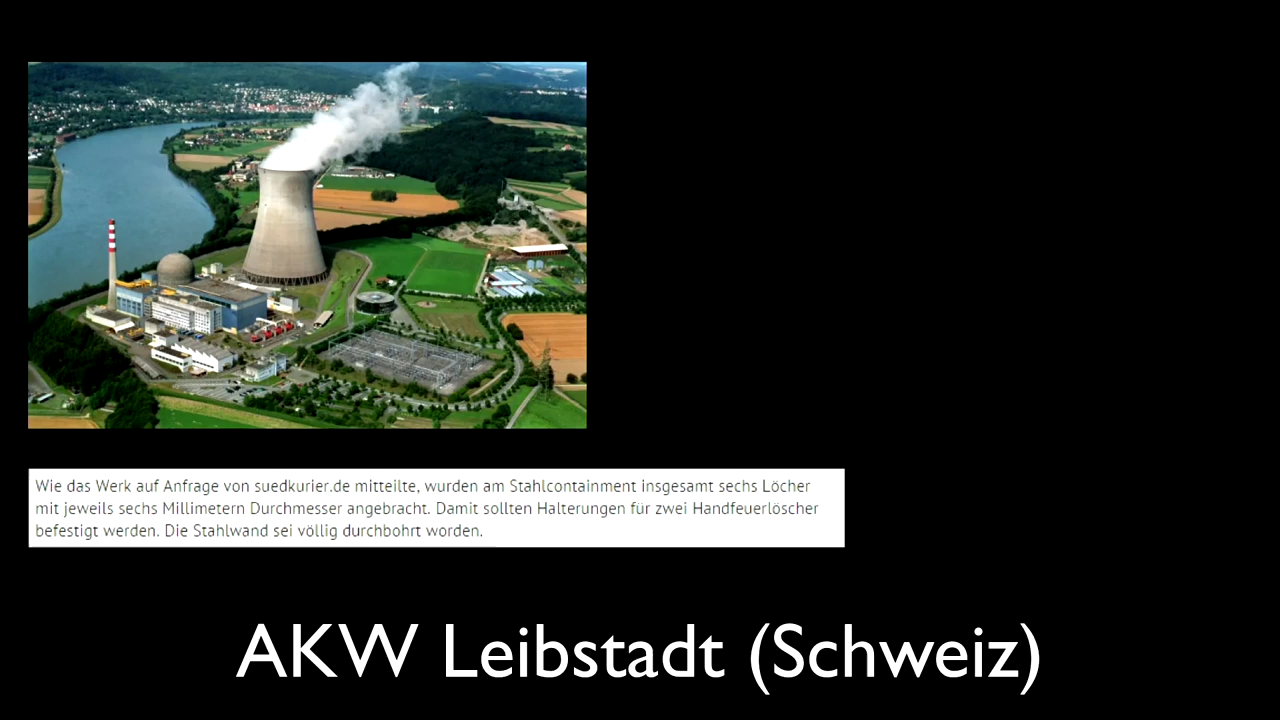 Wie das Werk auf Anfrage von suedkurier.de mitteilte, wurden am Stahlcontainment insgesamt sechs Löcher
mit jeweils sechs Millimetern Durchmesser angebracht. Damit sollten Halterungen für zwei Handfeuerlöscher
befestigt werden. Die Stahlwand sei völlig durchbohrt worden.
AKW Leibstadt (Schweiz)